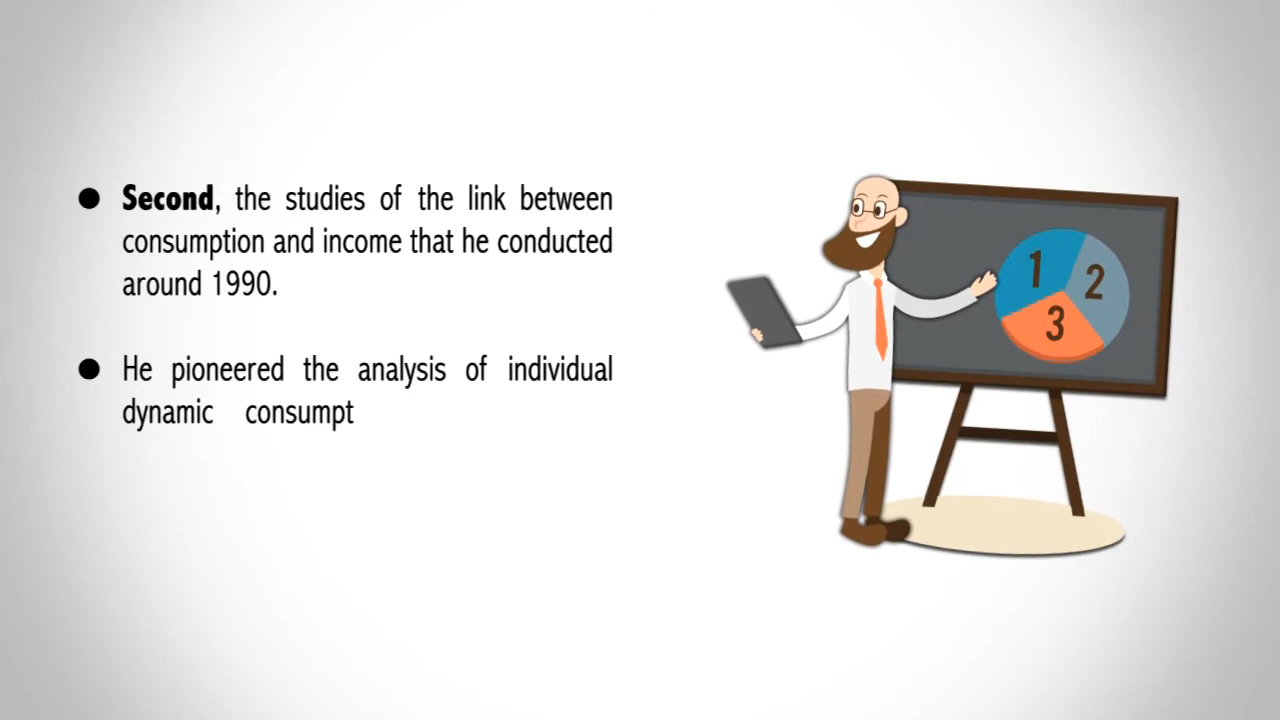 ● Second, the studies of the link between
consumption and income that he conducted
around 1990.
● He pioneered the analysis of individual
dynamic consumpt
1
2
3